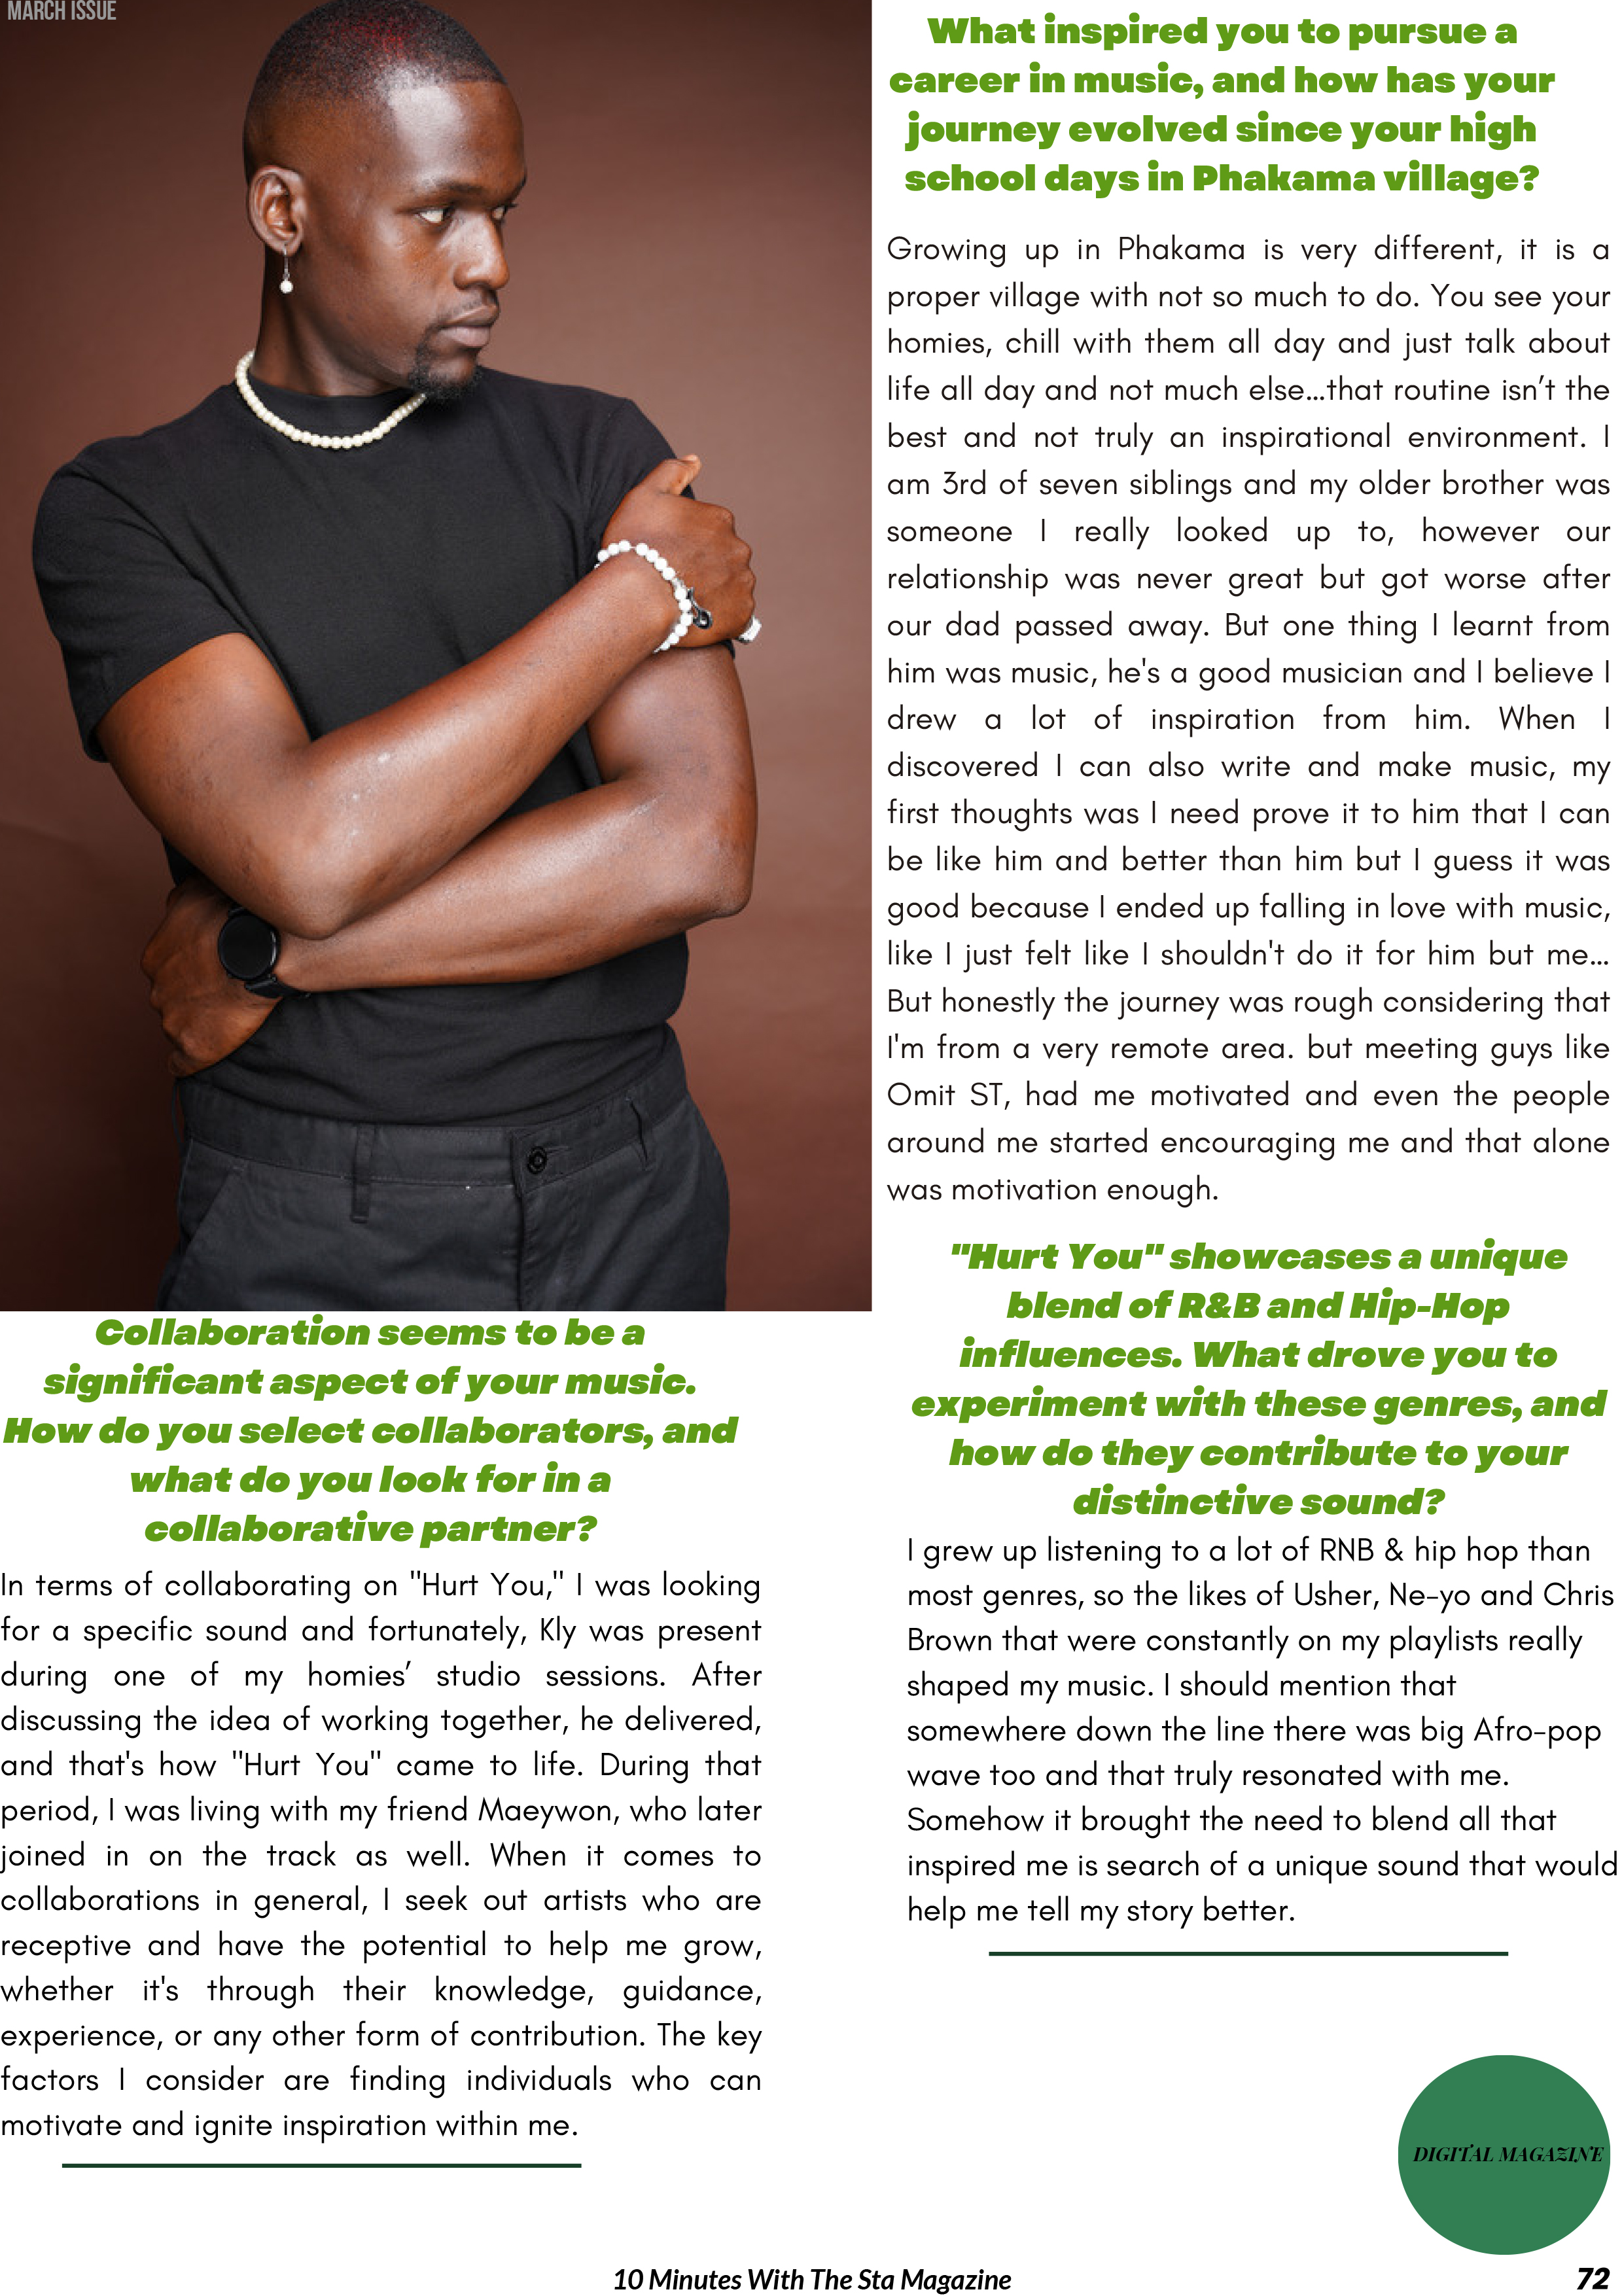 MARCH ISSUE
What inspired you to pursue a
career in music, and how has your
journey evolved since your high
school days in Phakama village?
Growing up in Phakama is very different, it is a
proper village with not so much to do. You see your
homies, chill with them all day and just talk about
life all day and not much else...that routine isn’t the
best and not truly an inspirational environment. I
am 3rd of seven siblings and my older brother was
someone I really looked up to, however our
relationship was never great but got worse after
our dad passed away. But one thing I learnt from
him was music, he's a good musician and I believe I
drew a lot of inspiration from him. When I
discovered I can also write and make music, my
first thoughts was I need prove it to him that I can
be like him and better than him but I guess it was
good because I ended up falling in love with music,
like I just felt like I shouldn't do it for him but me...
But honestly the journey was rough considering that
I'm from a very remote area. but meeting guys like
Omit ST, had me motivated and even the people
around me started encouraging me and that alone
was motivation enough.
"Hurt You" showcases a unique
blend of R&B and Hip-Hop
influences. What drove you to
experiment with these genres, and
how do they contribute to your
distinctive sound?
I grew up listening to a lot of RNB & hip hop than
most genres, so the likes of Usher, Ne-yo and Chris
Brown that were constantly on my playlists really
shaped my music. I should mention that
somewhere down the line there was big Afro-pop
wave too and that truly resonated with me.
Somehow it brought the need to blend all that
inspired me is search of a unique sound that would
help me tell my story better.
Collaboration seems to be a
significant aspect of your music.
How do you select collaborators, and
what do you look for in a
collaborative partner?
In terms of collaborating on "Hurt You," I was looking
for a specific sound and fortunately, Kly was present
during one of my homies’ studio sessions. After
discussing the idea of working together, he delivered,
and that's how "Hurt You" came to life. During that
period, I was living with my friend Maeywon, who later
joined in on the track as well. When it comes to
collaborations in general, I seek out artists who are
receptive and have the potential to help me grow,
whether it's through their knowledge, guidance,
experience, or any other form of contribution. The key
factors I consider are finding individuals who can
motivate and ignite inspiration within me.
DIGITAL MAGAZINE
10 Minutes With The Sta Magazine
72